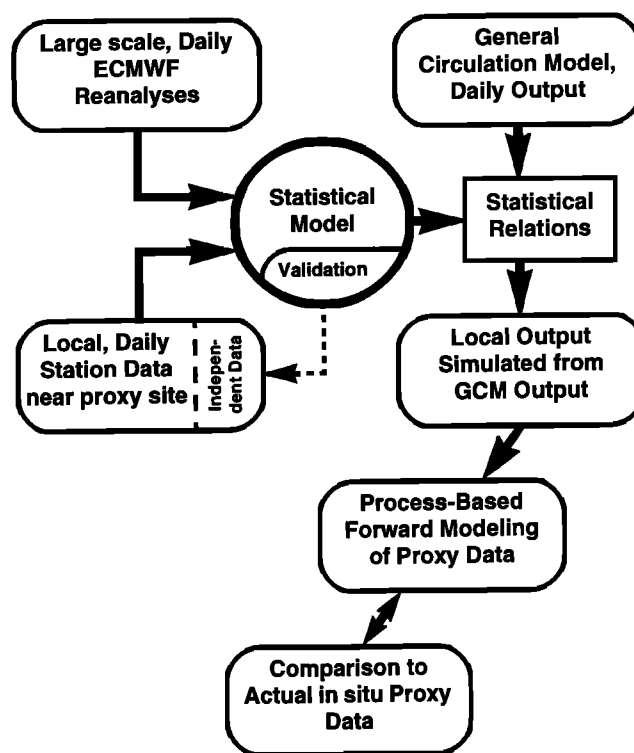 Large scale, Daily
ECMWF
Reanalyses
General
Circulation Model,
Daily Output
Statistical
Model
Validation
Statistical
Relations
Local, Daily
Station Data
near proxy site
Indepen-
dent Data
Local Output
Simulated from
GCM Output
Process-Based
Forward Modeling
of Proxy Data
Comparison to
Actual in situ Proxy
Data